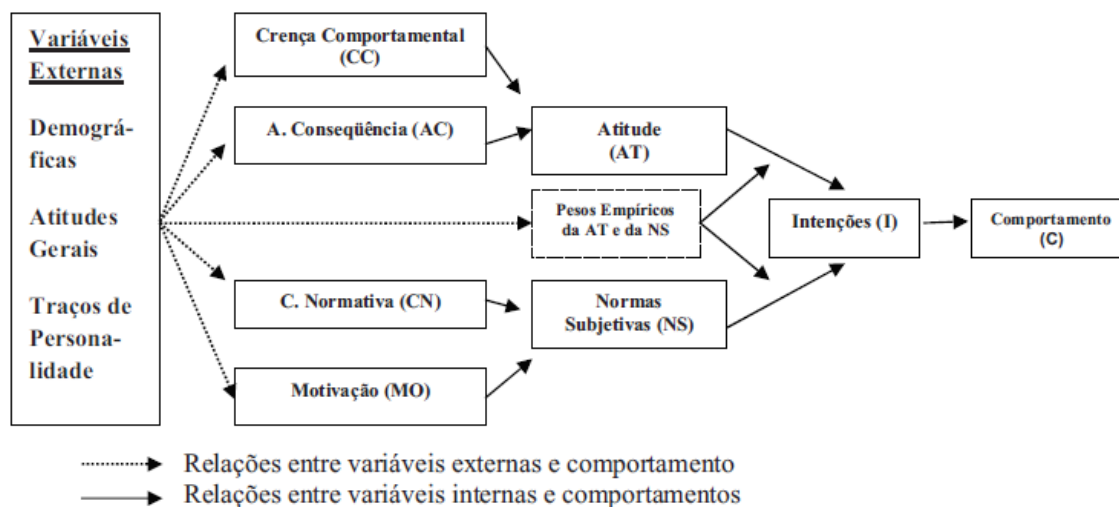 Variáveis
Externas
Demográ-
ficas
Atitudes
Gerais
Traços de
Persona-
lidade
Crença Comportamental
(CC)
A. Conseqüência (AC)
C. Normativa (CN)
Motivação (MO)
Atitude
(AT)
Pesos Empíricos
da AT e da NS
Normas
Subjetivas (NS)
Intenções (I)
Comportamento
(C)
Relações entre variáveis externas e comportamento
Relações entre variáveis internas e comportamentos